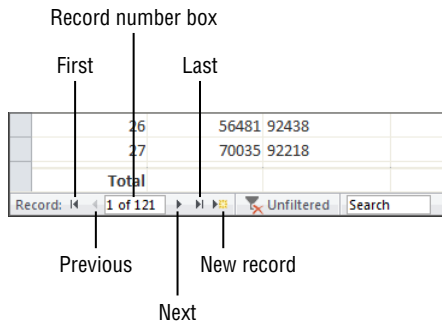 Record number box
First Last
26 56481 92438
27 70035 92218
Total
Record: 1 of 121 Unfiltered Search
Previous New record
Next